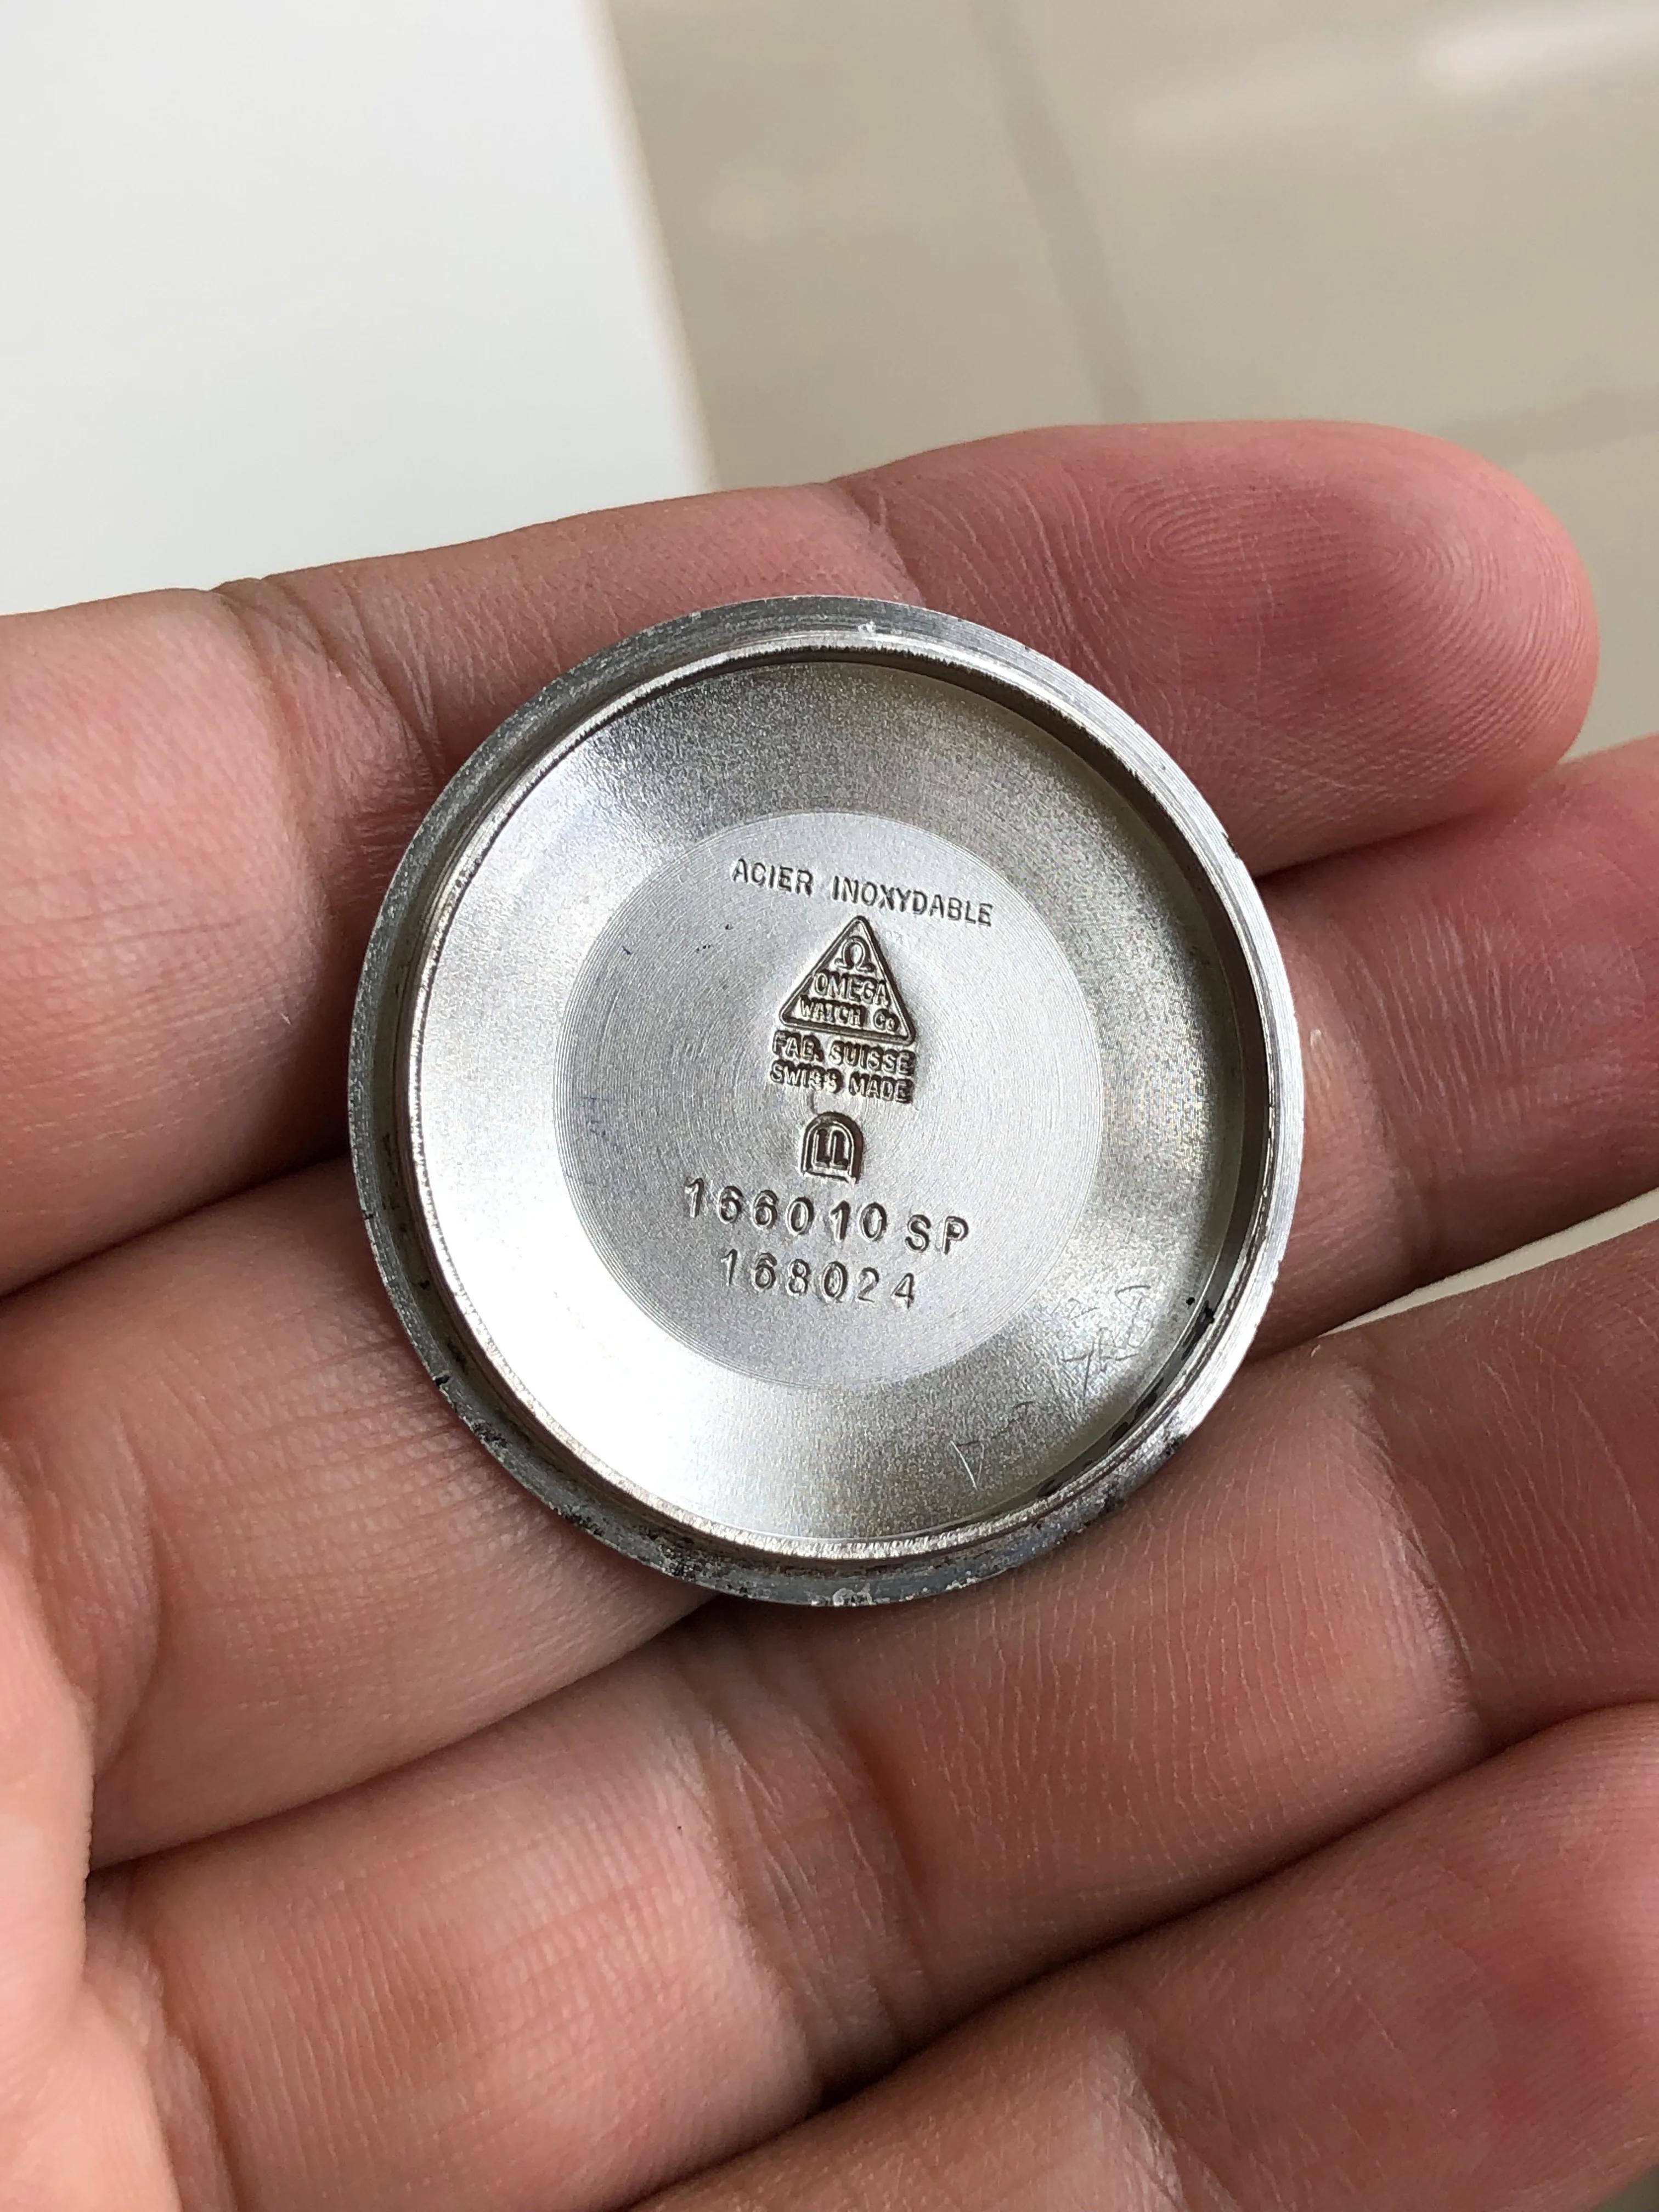 ACIER INOXYDABLE
Ω
OMEGA
WATCH Co
FAB. SUISSE
SWISS MADE
166010 SP
168024